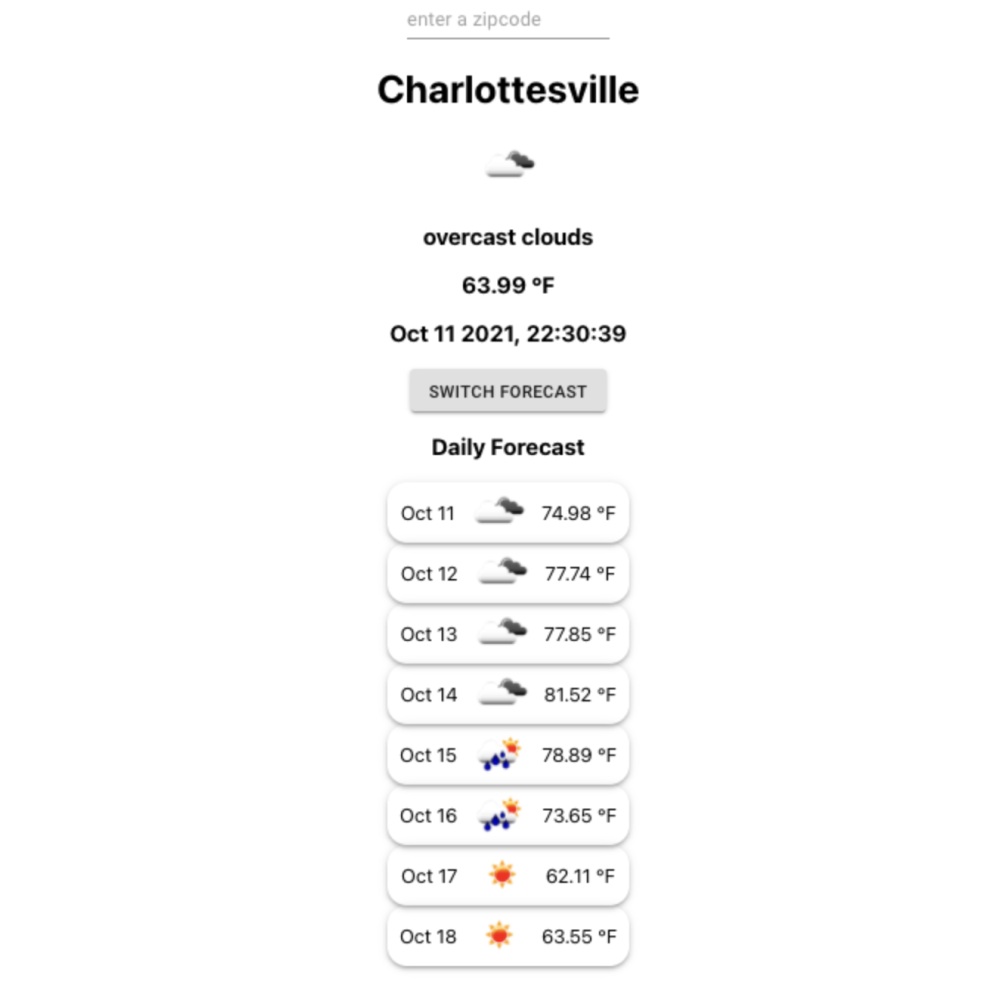 enter a zipcode
Charlottesville
overcast clouds
63.99 °F
Oct 11 2021, 22:30:39
SWITCH FORECAST
Daily Forecast
Oct 11 74.98 °F
Oct 12 77.74 °F
Oct 13 77.85 °F
Oct 14 81.52 °F
Oct 15 78.89 °F
Oct 16 73.65 °F
Oct 17 62.11 °F
Oct 18 63.55 °F